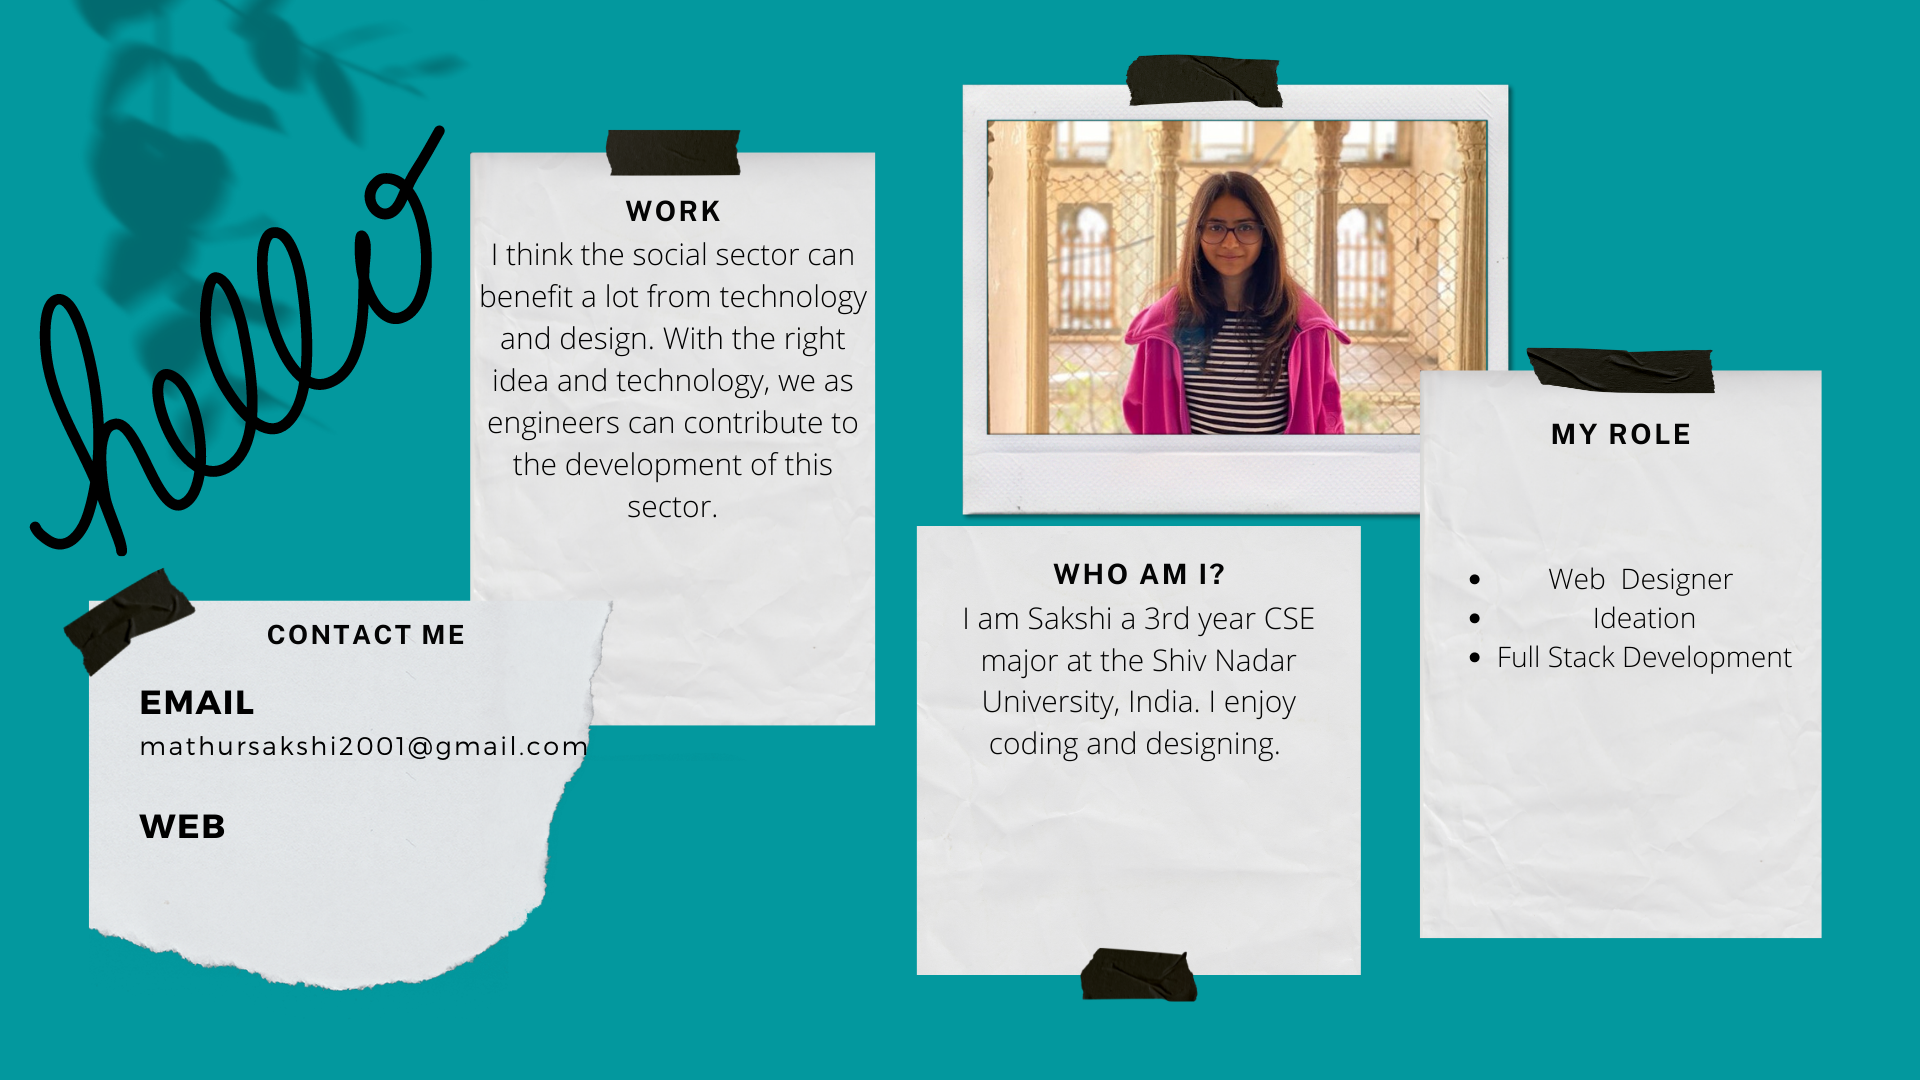 hello
WORK
I think the social sector can
benefit a lot from technology
and design. With the right
idea and technology, we as
engineers can contribute to
the development of this
sector.
CONTACT ME
EMAIL
mathursakshi2001@gmail.com
WEB
WHO AM I?
I am Sakshi a 3rd year CSE
major at the Shiv Nadar
University, India. I enjoy
coding and designing.
MY ROLE
• Web  Designer
• Ideation
• Full Stack Development